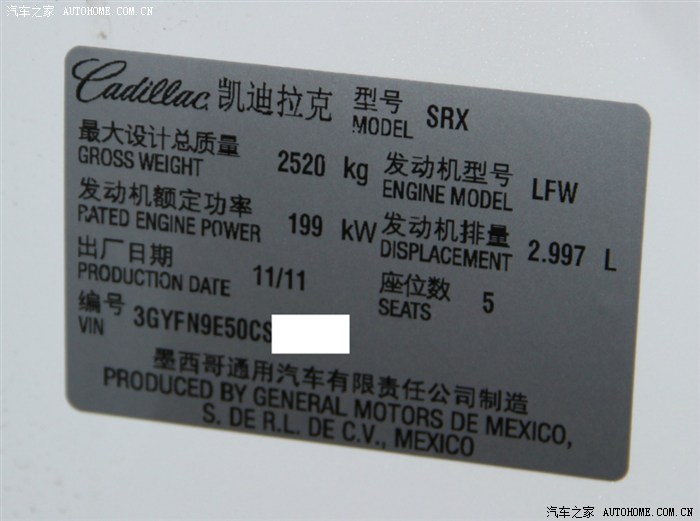 汽车之家 AUTOHOME.COM.CN
Cadillac 凯迪拉克 型号 SRX
MODEL
最大设计总质量 2520 kg 发动机型号 LFW
GROSS WEIGHT ENGINE MODEL
发动机额定功率 199 kW 发动机排量 2.997 L
RATED ENGINE POWER DISPLACEMENT
出厂日期 11/11 座位数 5
PRODUCTION DATE SEATS
编号 3GYFN9E50CS
VIN
墨西哥通用汽车有限责任公司制造
PRODUCED BY GENERAL MOTORS DE MEXICO,
S. DE R.L. DE C.V., MEXICO
汽车之家 AUTOHOME.COM.CN